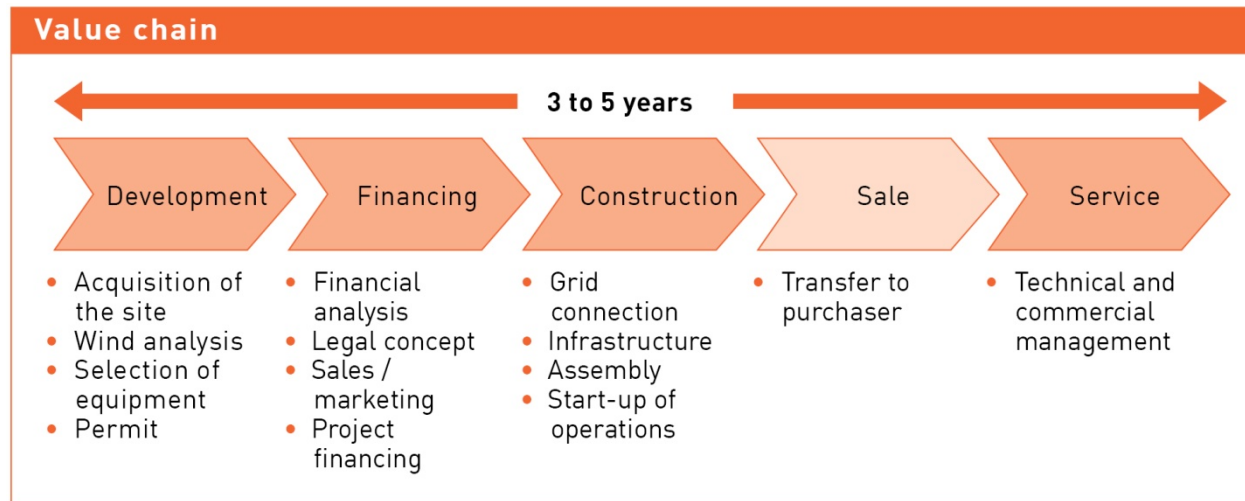 Value chain
3 to 5 years
Development
Financing
Construction
Sale
Service
• Acquisition of
the site
• Wind analysis
• Selection of
equipment
• Permit
• Financial
analysis
• Legal concept
• Sales /
marketing
• Project
financing
• Grid
connection
• Infrastructure
• Assembly
• Start-up of
operations
• Transfer to
purchaser
• Technical and
commercial
management